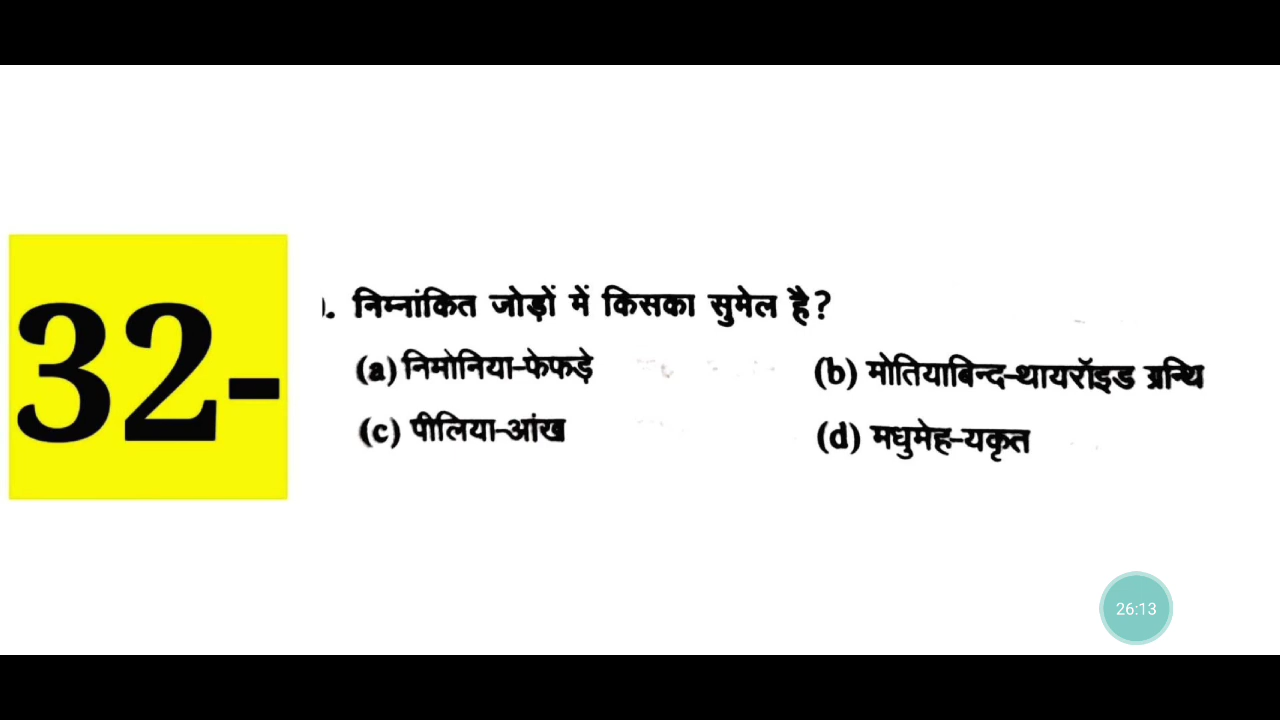 32-
. निम्नांकित जोड़ों में किसका सुमेल है?
(a) निमोनिया-फेफड़े (b) मोतियाबिन्द-थायरॉइड ग्रन्थि
(c) पीलिया-आंख (d) मधुमेह-यकृत
26:13